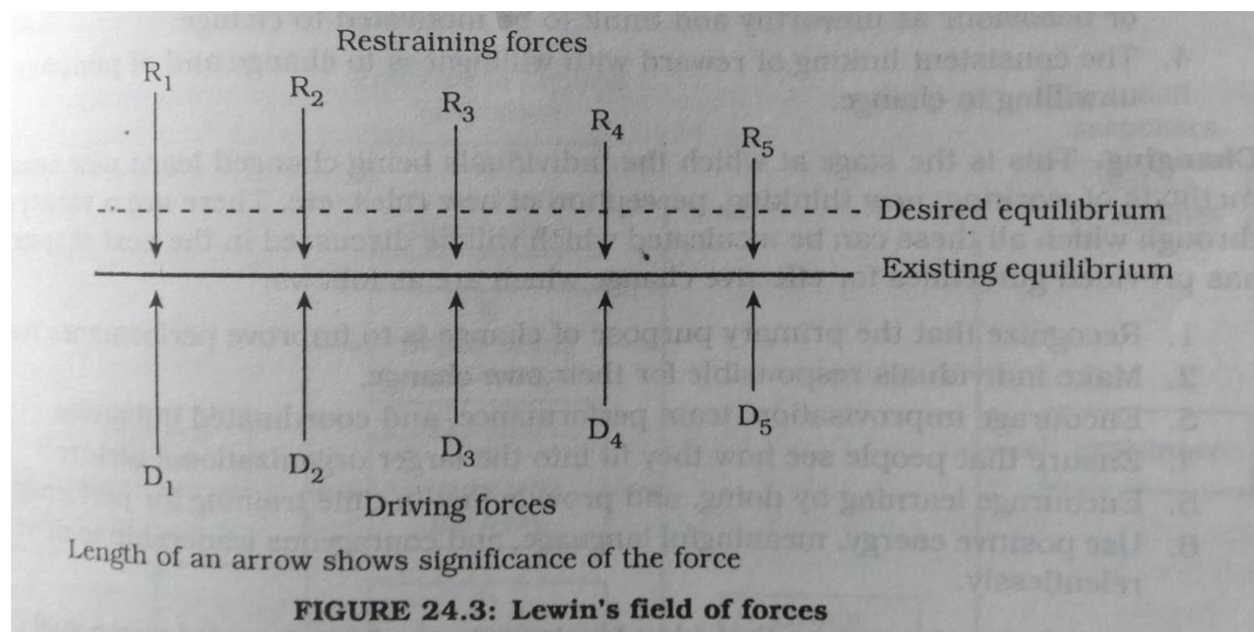 Restraining forces
R1
R2
R3
R4
R5
Desired equilibrium
Existing equilibrium
D1
D2
D3
D4
D5
Driving forces
Length of an arrow shows significance of the force
FIGURE 24.3: Lewin's field of forces